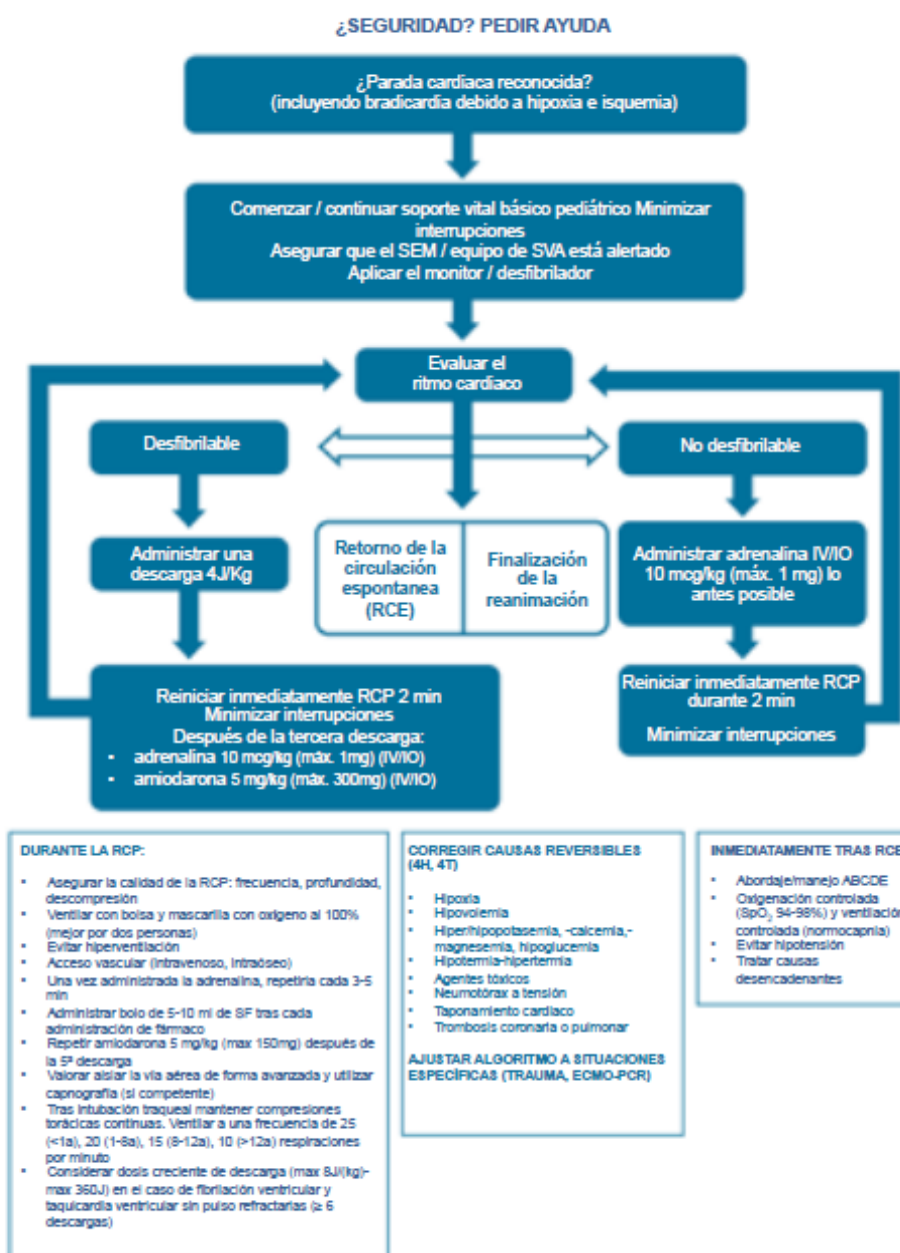 ¿SEGURIDAD? PEDIR AYUDA
¿Parada cardiaca reconocida?
(incluyendo bradicardia debido a hipoxia e isquemia)
Comenzar / continuar soporte vital básico pediátrico Minimizar
interrupciones
Asegurar que el SEM / equipo de SVA está alertado
Aplicar el monitor / desfibrilador
Evaluar el
ritmo cardiaco
Desfibrilable
No desfibrilable
Administrar una
descarga 4J/Kg
Retorno de la
circulación
espontanea
(RCE)
Finalización
de la
reanimación
Administrar adrenalina IV/IO
10 mcg/kg (máx. 1 mg) lo
antes posible
Reiniciar inmediatamente RCP 2 min
Minimizar interrupciones
Después de la tercera descarga:
• adrenalina 10 mcg/kg (máx. 1mg) (IV/IO)
• amiodarona 5 mg/kg (máx. 300mg) (IV/IO)
Reiniciar inmediatamente RCP
durante 2 min
Minimizar interrupciones
DURANTE LA RCP:
• Asegurar la calidad de la RCP: frecuencia, profundidad,
descompresión
• Ventilar con bolsa y mascarilla con oxígeno al 100%
(mejor por dos personas)
• Evitar hiperventilación
• Acceso vascular (intravenoso, intraóseo)
• Una vez administrada la adrenalina, repetirla cada 3-5
min
• Administrar bolo de 5-10 ml de SF tras cada
administración de fármaco
• Repetir amiodarona 5 mg/kg (max 150mg) después de
la 5ª descarga
• Valorar aislar la vía aérea de forma avanzada y utilizar
capnografía (si competente)
• Tras intubación traqueal mantener compresiones
torácicas continuas. Ventilar a una frecuencia de 25
(<1a), 20 (1-8a), 15 (8-12a), 10 (>12a) respiraciones
por minuto
• Considerar dosis creciente de descarga (max 8J/(kg)-
max 360J) en el caso de fibrilación ventricular y
taquicardia ventricular sin pulso refractarias (≥ 6
descargas)
CORREGIR CAUSAS REVERSIBLES
(4H, 4T)
• Hipoxia
• Hipovolemia
• Hiper/hipopotasemia, -calcemia,-
magnesemia, hipoglucemia
• Hipotermia-hipertermia
• Agentes tóxicos
• Neumotórax a tensión
• Taponamiento cardiaco
• Trombosis coronaria o pulmonar
AJUSTAR ALGORITMO A SITUACIONES
ESPECÍFICAS (TRAUMA, ECMO-PCR)
INMEDIATAMENTE TRAS RCE
• Abordaje/manejo ABCDE
• Oxigenación controlada
(SpO₂ 94-98%) y ventilación
controlada (normocapnia)
• Evitar hipotensión
• Tratar causas
desencadenantes